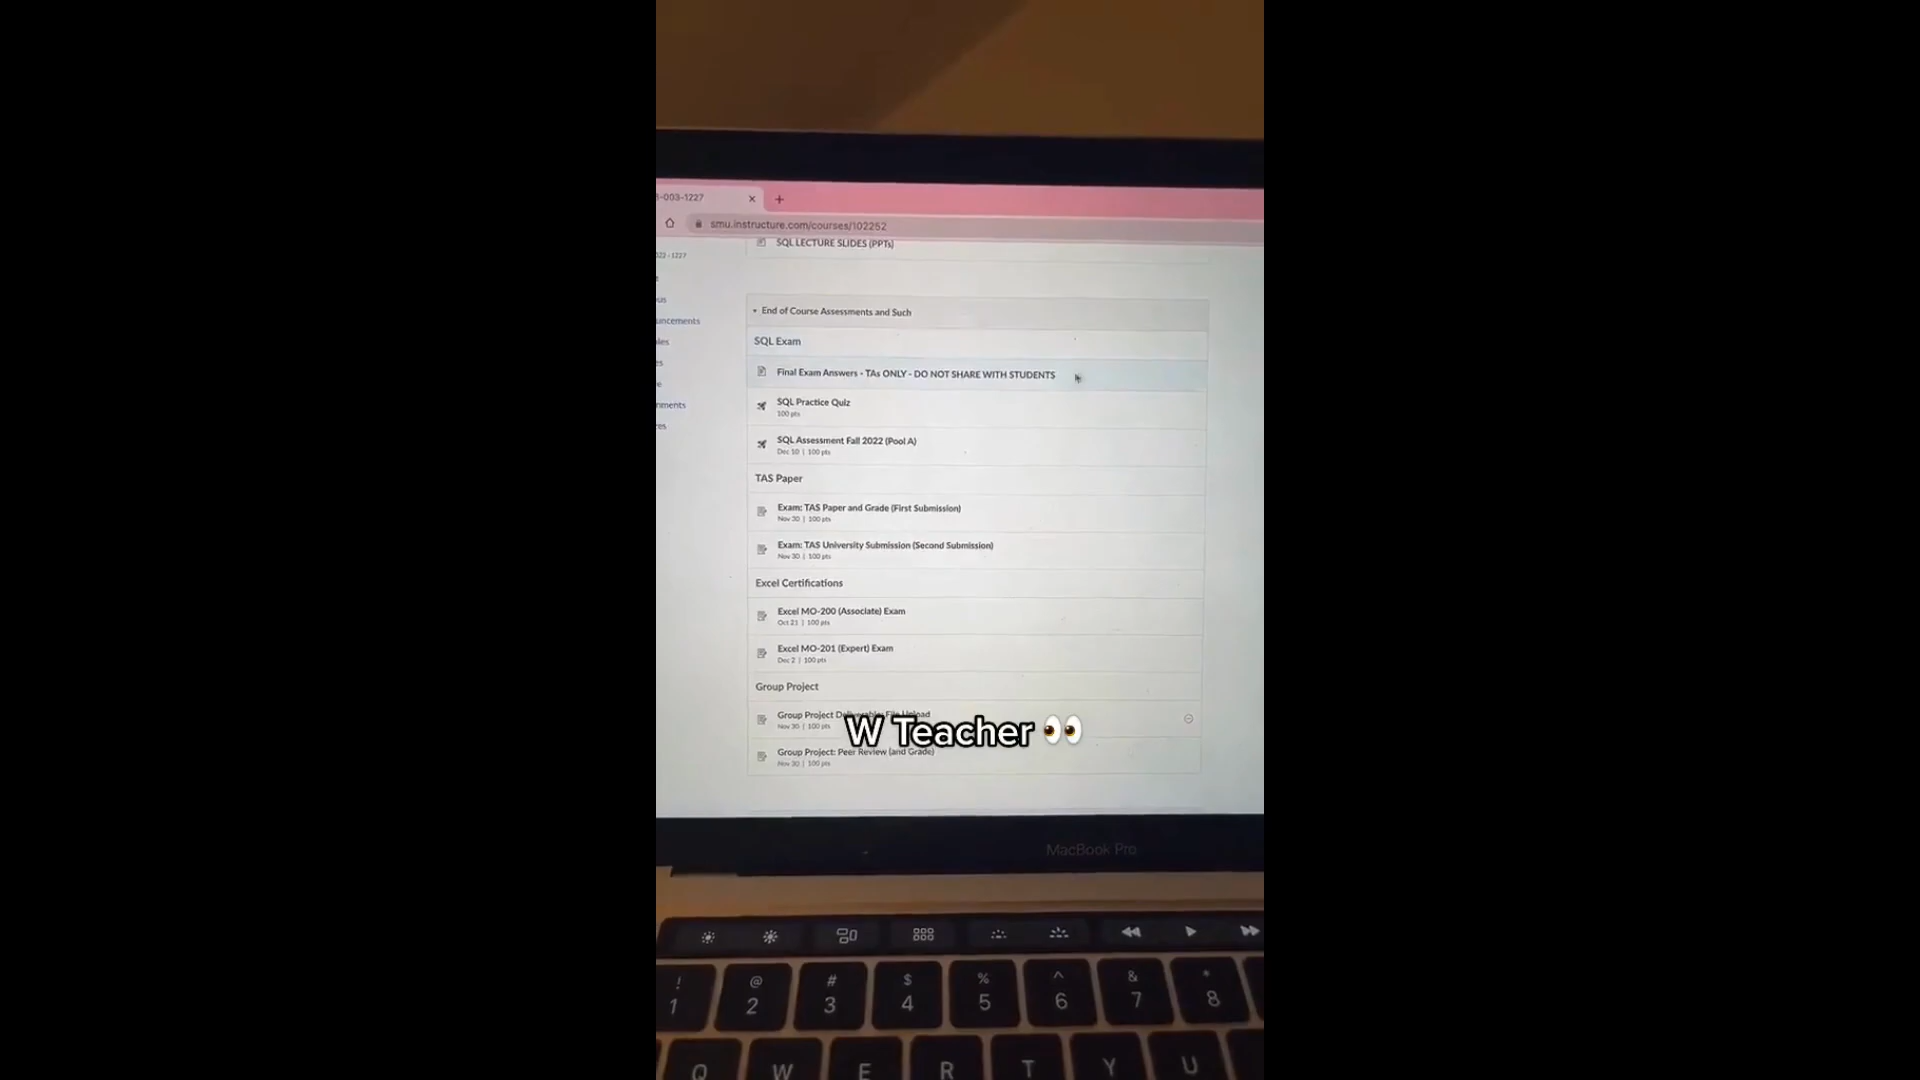 -003-1227
smu.instructure.com/courses/102252
1227
SQL LECTURE SLIDES (PPTs)
End of Course Assessments and Such
SQL Exam
Final Exam Answers - TAs ONLY - DO NOT SHARE WITH STUDENTS
SQL Practice Quiz
100 pts
SQL Assessment Fall 2022 (Pool A)
Dec 10 | 100 pts
TAS Paper
Exam: TAS Paper and Grade (First Submission)
Nov 30 | 100 pts
Exam: TAS University Submission (Second Submission)
Nov 30 | 100 pts
Excel Certifications
Excel MO-200 (Associate) Exam
Oct 21 | 100 pts
Excel MO-201 (Expert) Exam
Dec 2 | 100 pts
Group Project
Group Project Deliverable: File Upload
Nov 30 | 100 pts
W Teacher 👀
Group Project: Peer Review (and Grade)
Nov 30 | 100 pts
uncements
nments
MacBook Pro
! @ # $ % ^ & *
1 2 3 4 5 6 7 8
Q W E R T Y U